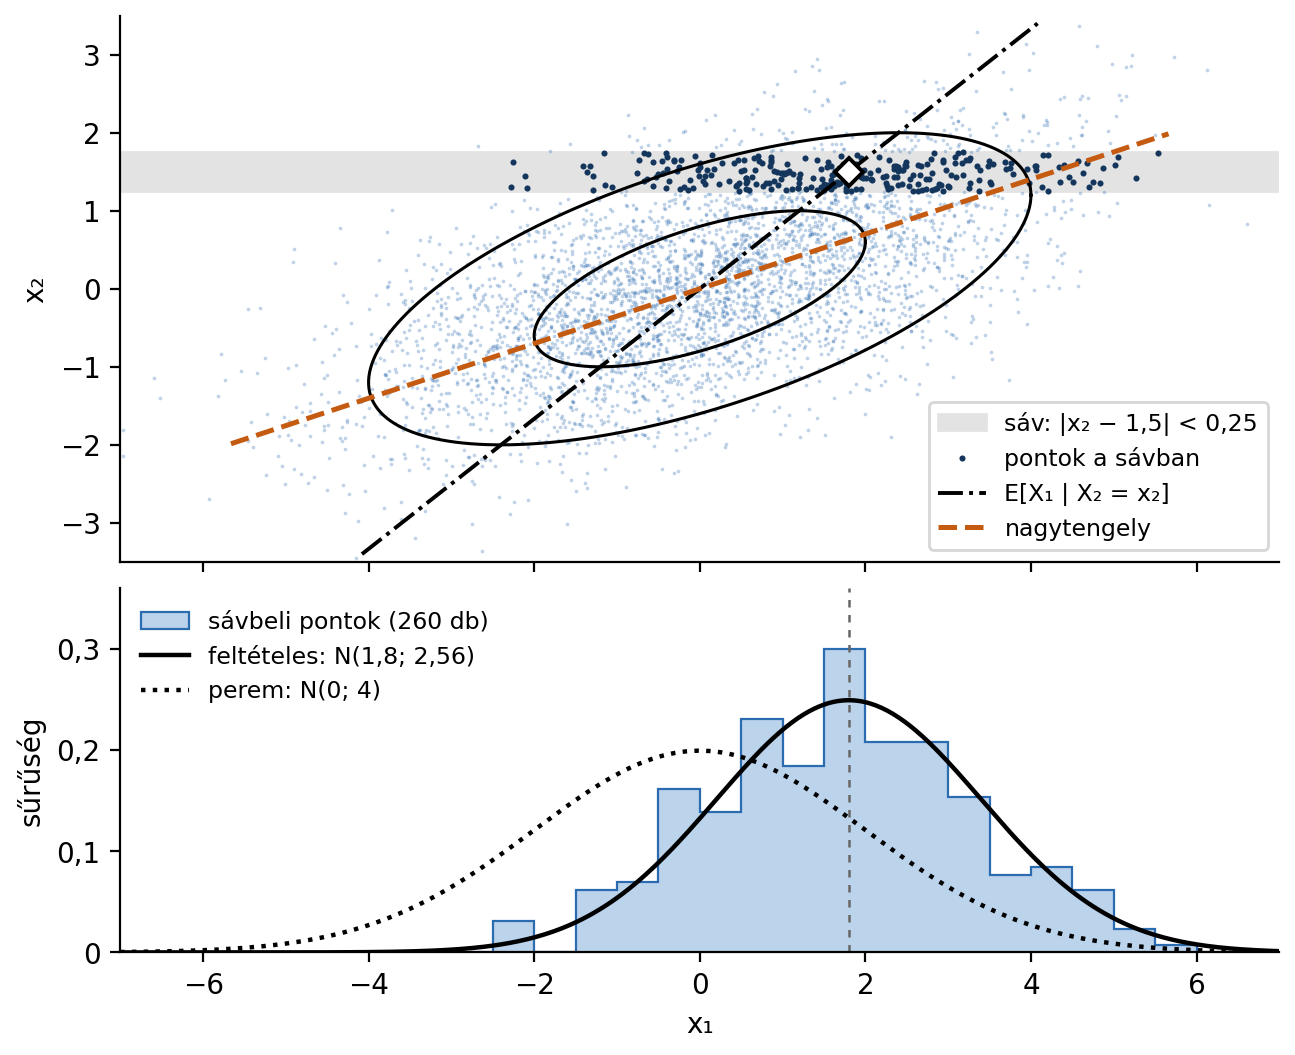 3
2
1
0
−1
−2
−3
x₂
sáv: |x₂ − 1,5| < 0,25
pontok a sávban
E[X₁ | X₂ = x₂]
nagytengely
sávbeli pontok (260 db)
feltételes: N(1,8; 2,56)
perem: N(0; 4)
0,3
0,2
0,1
0
sűrűség
−6 −4 −2 0 2 4 6
x₁